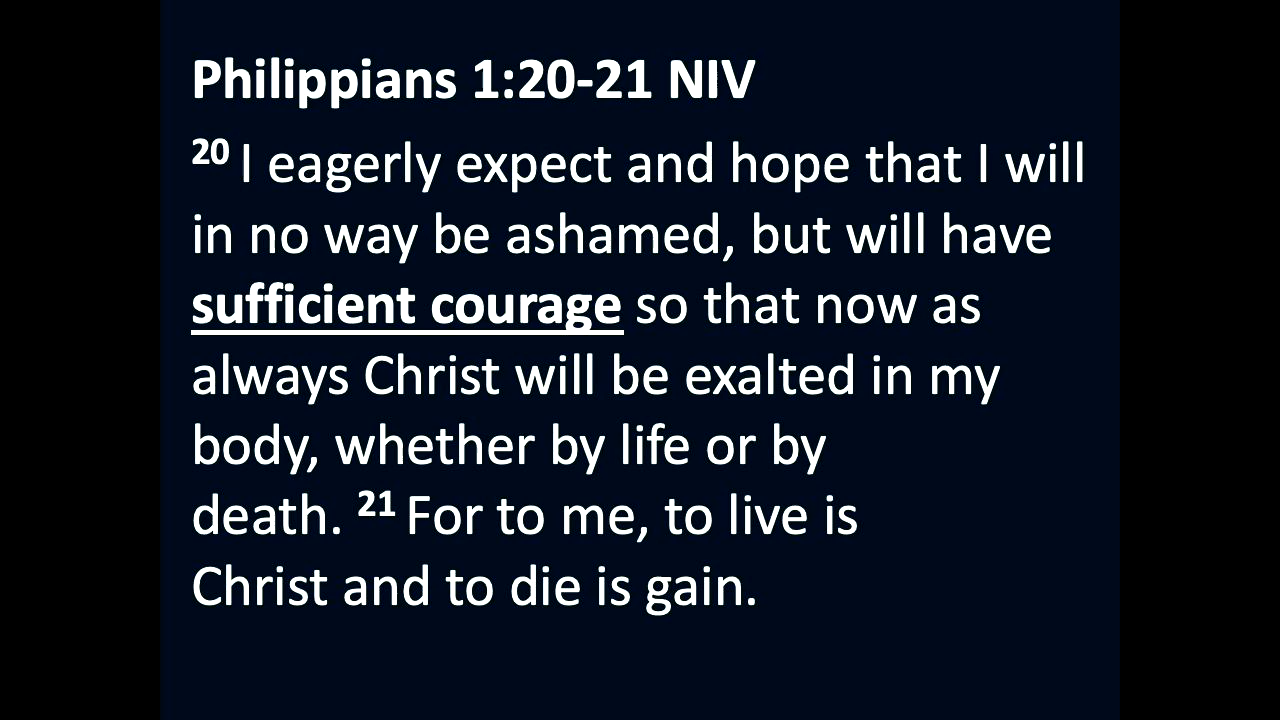 Philippians 1:20-21 NIV
20 I eagerly expect and hope that I will
in no way be ashamed, but will have
sufficient courage so that now as
always Christ will be exalted in my
body, whether by life or by
death. 21 For to me, to live is
Christ and to die is gain.